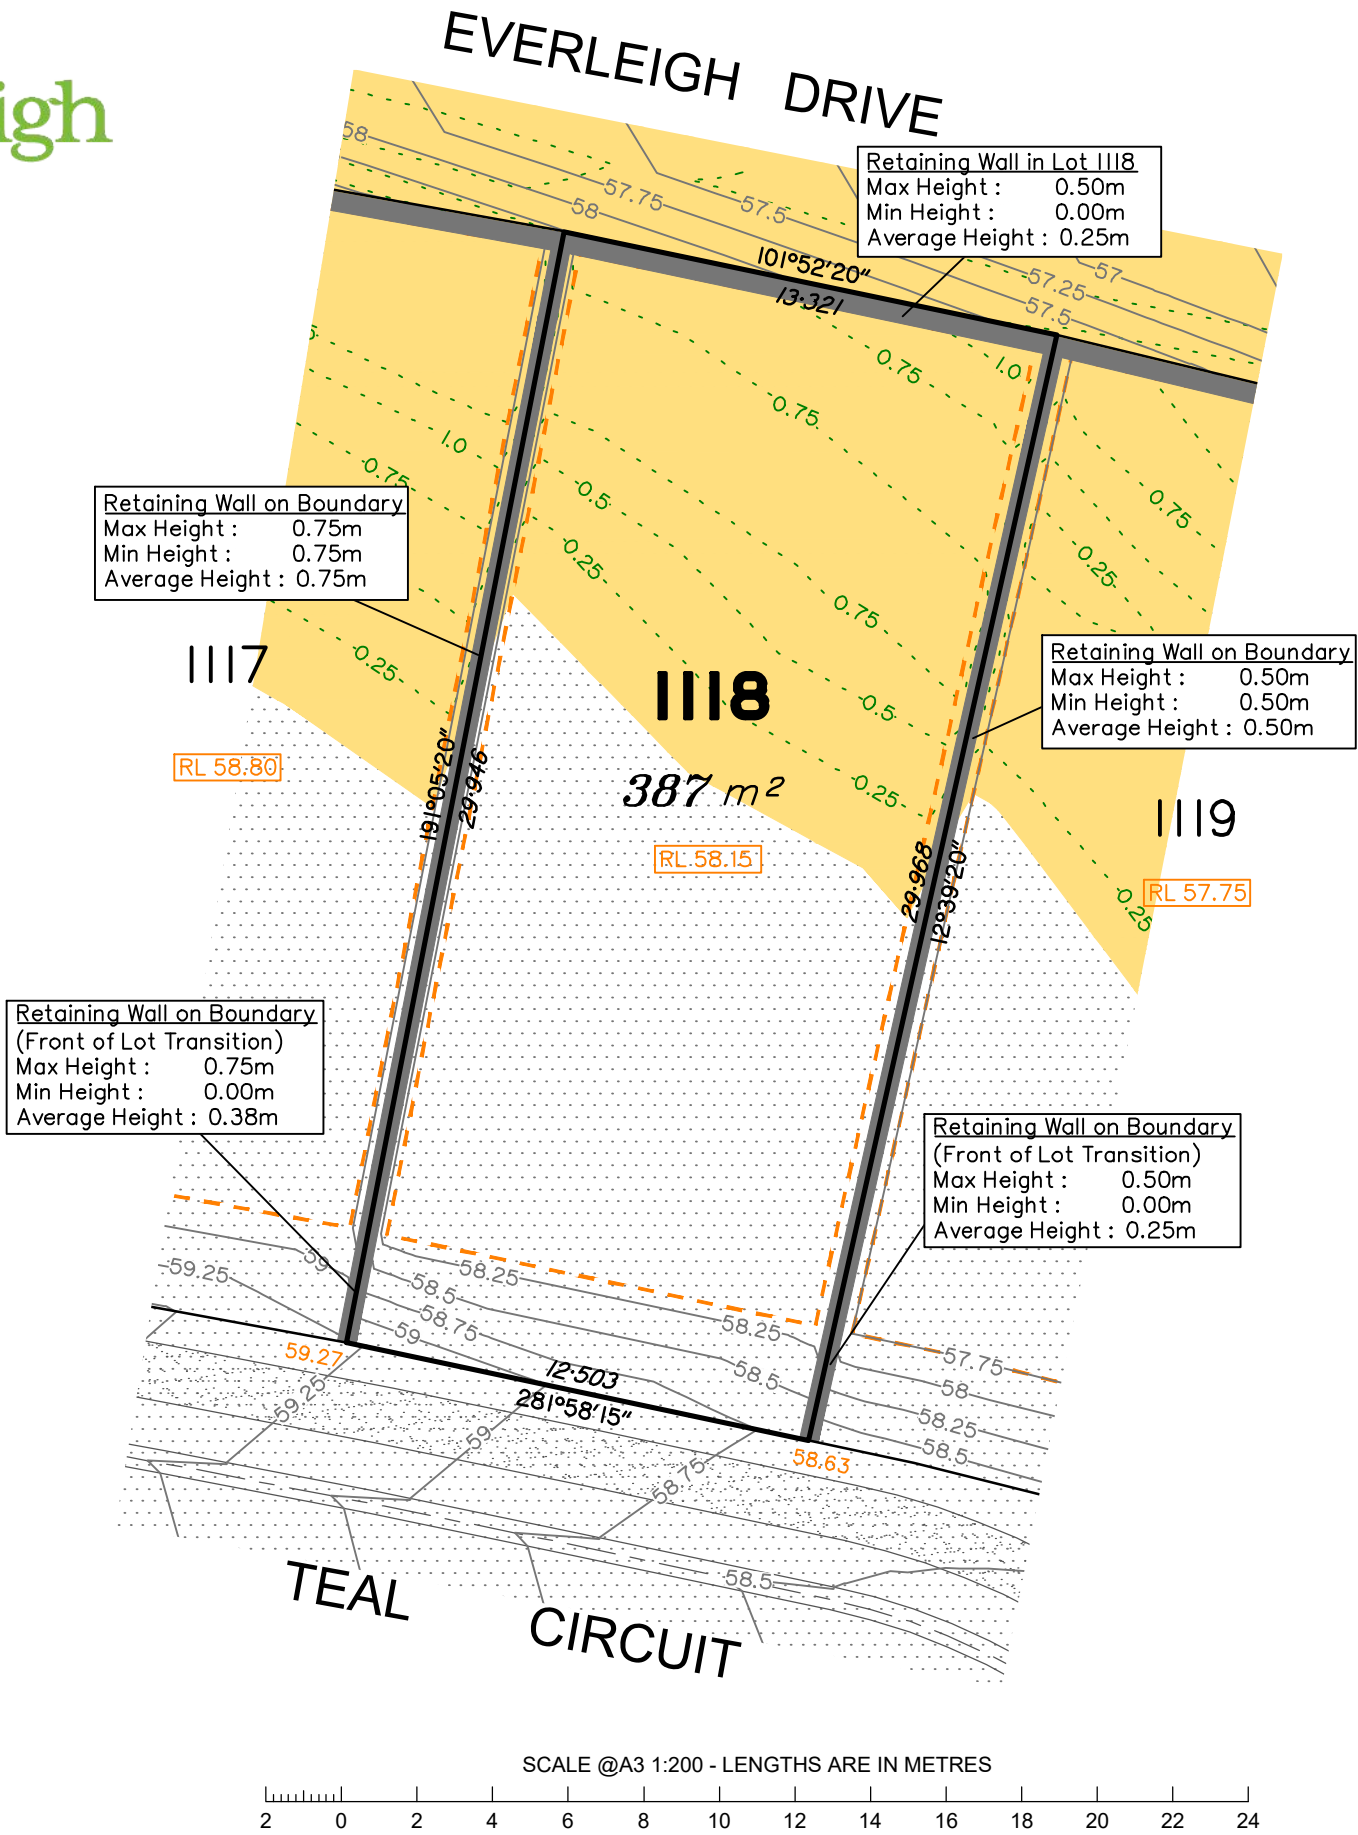 EVERLEIGH DRIVE
igh
Retaining Wall in Lot 1118
Max Height : 0.50m
Min Height : 0.00m
Average Height : 0.25m
58
57.75
58
57.5
57
57.25
57.5
101°52'20"
13.321
0.75
1.0
0.75
1.0
0.75
0.5
0.25
0.75
0.25
0.75
Retaining Wall on Boundary
Max Height : 0.75m
Min Height : 0.75m
Average Height : 0.75m
1117
0.25
RL 58.80
1118
387 m²
RL 58.15
0.5
0.25
Retaining Wall on Boundary
Max Height : 0.50m
Min Height : 0.50m
Average Height : 0.50m
1119
RL 57.75
0.25
191°05'20"
29.946
29.968
12°39'20"
Retaining Wall on Boundary
(Front of Lot Transition)
Max Height : 0.75m
Min Height : 0.00m
Average Height : 0.38m
Retaining Wall on Boundary
(Front of Lot Transition)
Max Height : 0.50m
Min Height : 0.00m
Average Height : 0.25m
59.25
59
58.25
58.5
58.75
59
58.25
58.5
57.75
58
58.25
58.5
59.27
12.503
281°58'15"
58.63
59.25
59
58.75
58.5
TEAL CIRCUIT
SCALE @A3 1:200 - LENGTHS ARE IN METRES
2 0 2 4 6 8 10 12 14 16 18 20 22 24